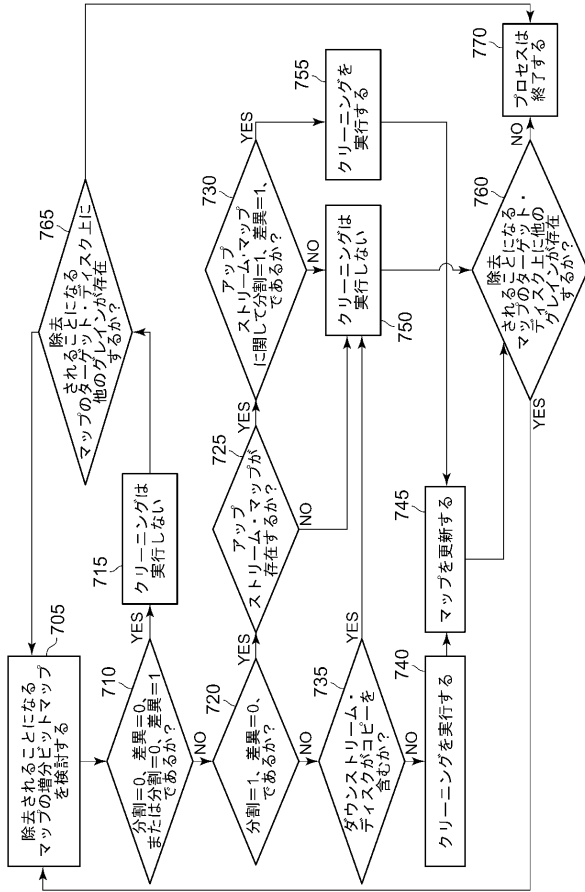 705
除去されることになる
マップの増分ビットマップ
を検討する
710
分割=0、差異=0、
または分割=0、差異=1
であるか?
YES
NO
715
クリーニングは
実行しない
765
除去
されることになる
マップのターゲット・ディスク上に
他のグレインが存在
するか?
720
分割=1、差異=0、
であるか?
YES
NO
725
アップ
ストリーム・マップが
存在するか?
YES
NO
730
アップ
ストリーム・マップ
に関して分割=1、差異=1、
であるか?
YES
NO
735
ダウンストリーム・
ディスクがコピーを
含むか?
YES
NO
740
クリーニングを実行する
745
マップを更新する
クリーニングは
実行しない
750
755
クリーニングを
実行する
760
除去
されることになる
マップのターゲット・
ディスク上に他の
グレインが存在
するか?
YES
NO
770
プロセスは
終了する